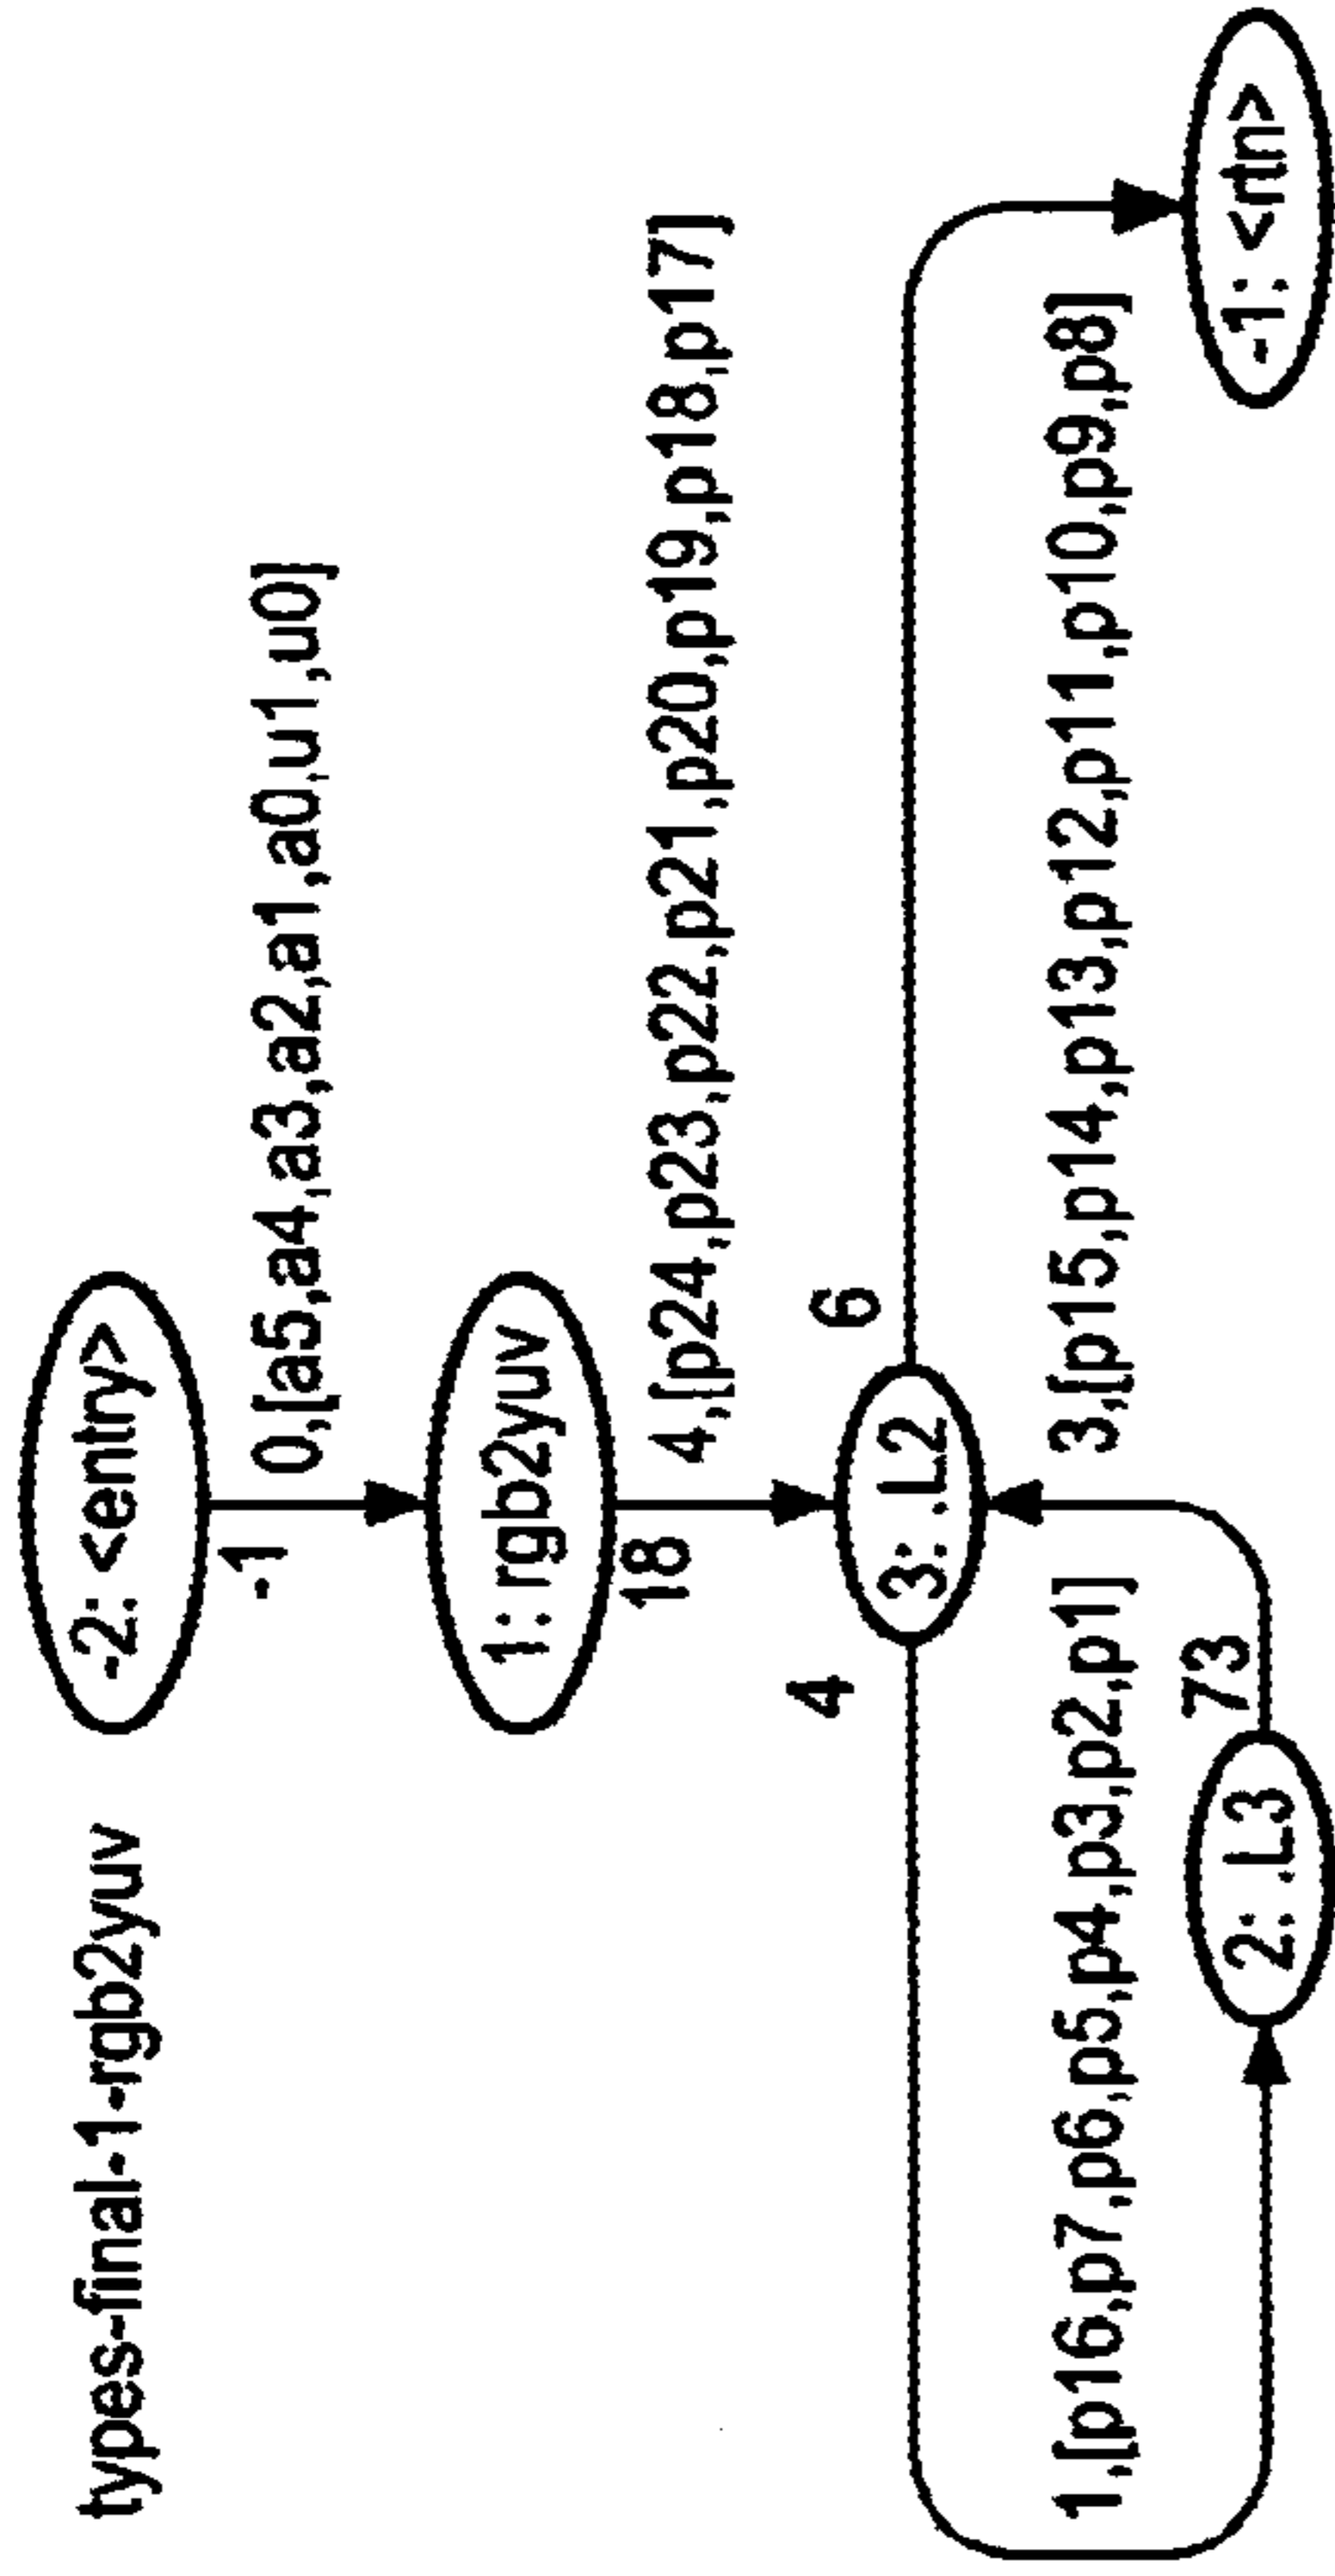 types-final-1-rgb2yuv
-2: <entry>
-1
0,[a5,a4,a3,a2,a1,a0,u1,u0]
1: rgb2yuv
18
4,[p24,p23,p22,p21,p20,p19,p18,p17]
4
3: .L2
6
1,[p16,p7,p6,p5,p4,p3,p2,p1]
3,[p15,p14,p13,p12,p11,p10,p9,p8]
73
2: .L3
-1: <rtn>